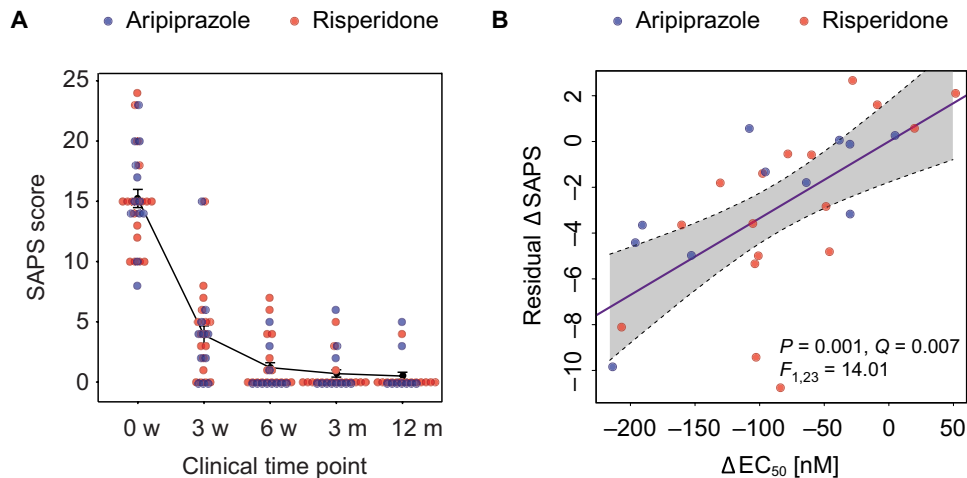 A
Aripiprazole
Risperidone
SAPS score
25
20
15
10
5
0
0 w
3 w
6 w
3 m
12 m
Clinical time point
B
Aripiprazole
Risperidone
Residual Δ SAPS
2
0
−2
−4
−6
−8
−10
P = 0.001, Q = 0.007
F1,23 = 14.01
−200
−150
−100
−50
0
50
ΔEC50 [nM]